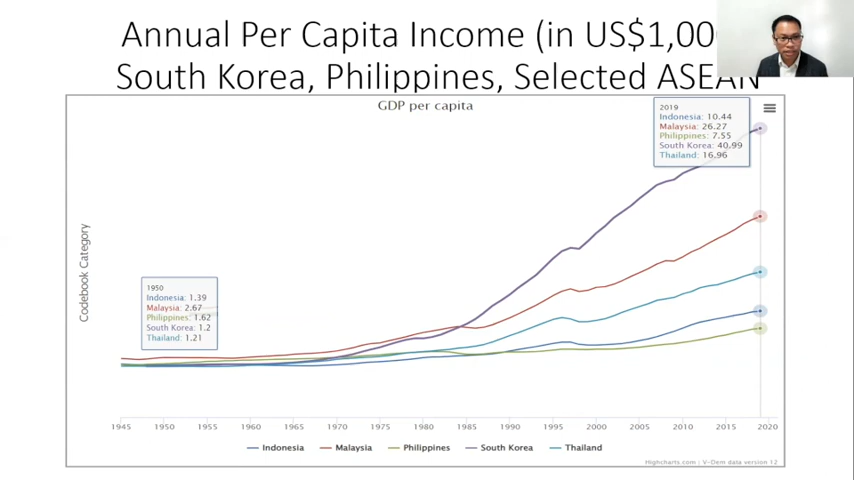 Annual Per Capita Income (in US$1,00
South Korea, Philippines, Selected ASEAN
GDP per capita
2019
Indonesia: 10.44
Malaysia: 26.27
Philippines: 7.55
South Korea: 40.99
Thailand: 16.96
Codebook Category
1950
Indonesia: 1.39
Malaysia: 2.67
Philippines: 1.62
South Korea: 1.2
Thailand: 1.21
1945 1950 1955 1960 1965 1970 1975 1980 1985 1990 1995 2000 2005 2010 2015 2020
Indonesia Malaysia Philippines South Korea Thailand
Highcharts.com | V-Dem data version 12